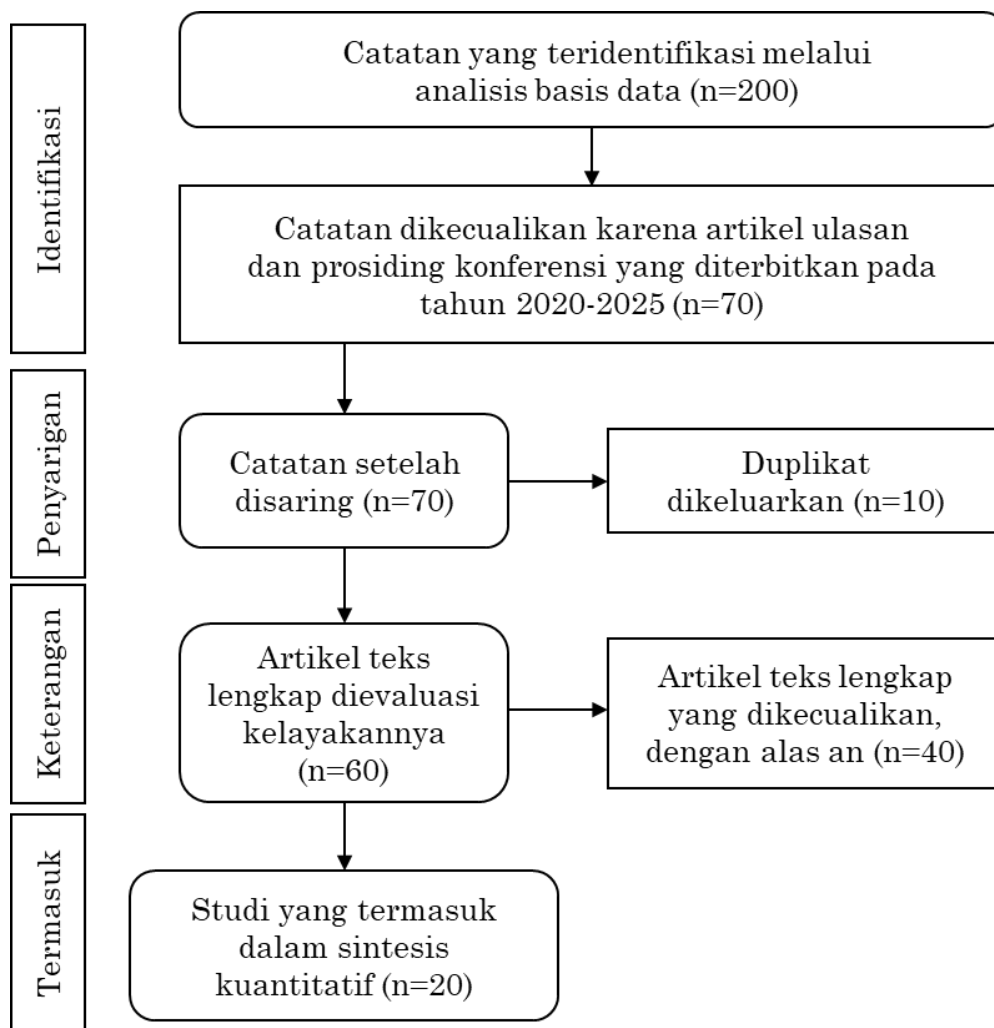 Identifikasi
Catatan yang teridentifikasi melalui
analisis basis data (n=200)
Catatan dikecualikan karena artikel ulasan
dan prosiding konferensi yang diterbitkan pada
tahun 2020-2025 (n=70)
Penyarigan
Catatan setelah
disaring (n=70)
Duplikat
dikeluarkan (n=10)
Keterangan
Artikel teks
lengkap dievaluasi
kelayakannya
(n=60)
Artikel teks lengkap
yang dikecualikan,
dengan alas an (n=40)
Termasuk
Studi yang termasuk
dalam sintesis
kuantitatif (n=20)